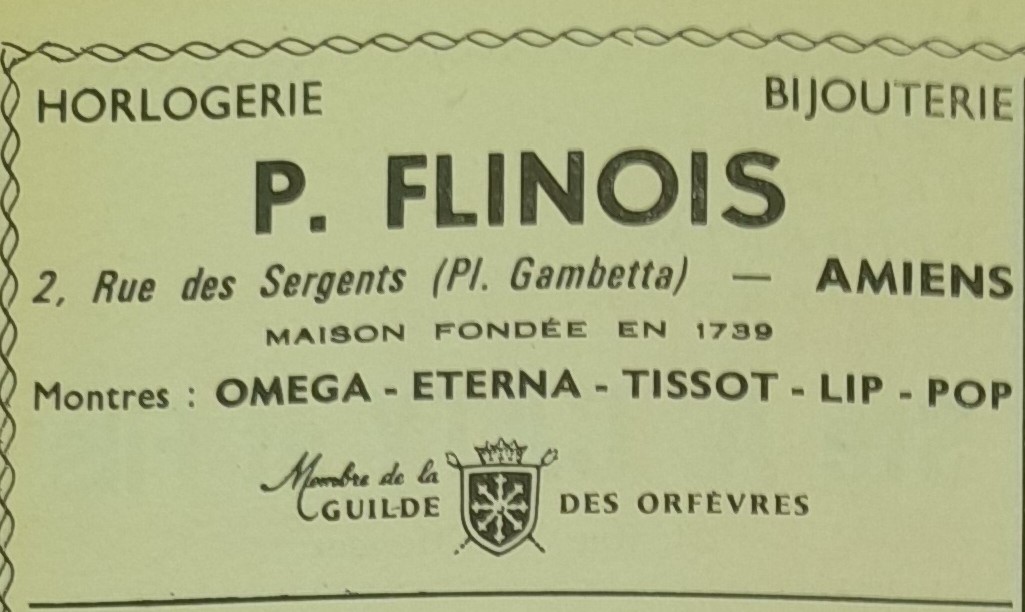 HORLOGERIE BIJOUTERIE
P. FLINOIS
2, Rue des Sergents (Pl. Gambetta) — AMIENS
MAISON FONDÉE EN 1739
Montres : OMEGA - ETERNA - TISSOT - LIP - POP
Membre de la
GUILDE DES ORFÈVRES